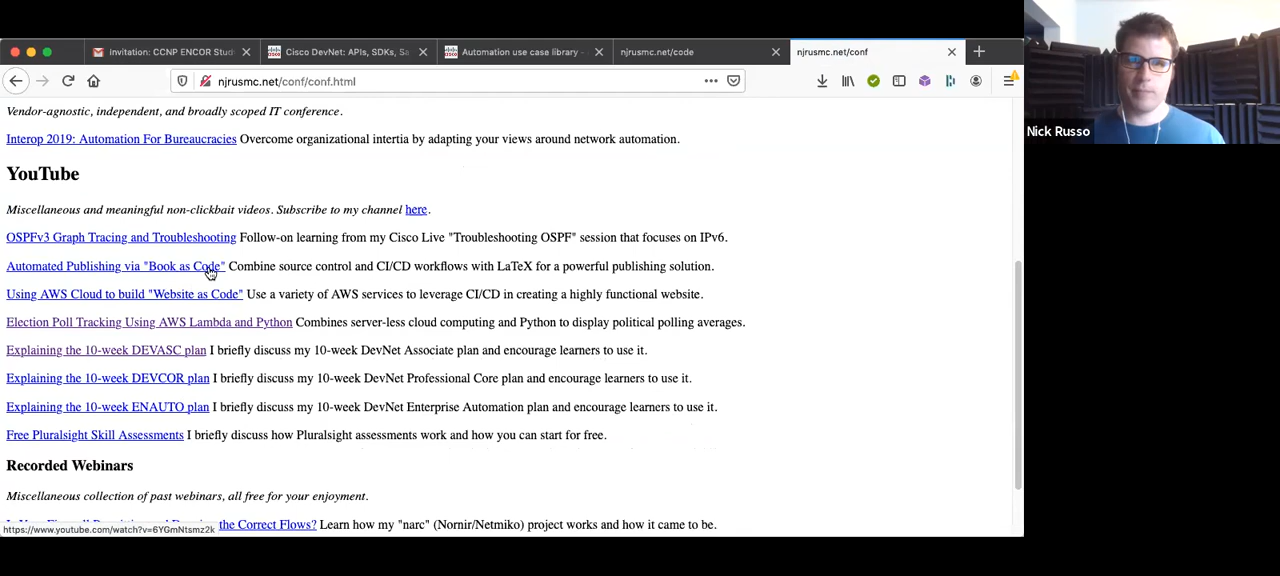 Invitation: CCNP ENCOR Stud
Cisco DevNet: APIs, SDKs, Sa
Automation use case library -
njrusmc.net/code
njrusmc.net/conf
njrusmc.net/conf/conf.html
Nick Russo
Vendor-agnostic, independent, and broadly scoped IT conference.
Interop 2019: Automation For Bureaucracies Overcome organizational intertia by adapting your views around network automation.
YouTube
Miscellaneous and meaningful non-clickbait videos. Subscribe to my channel here.
OSPFv3 Graph Tracing and Troubleshooting Follow-on learning from my Cisco Live "Troubleshooting OSPF" session that focuses on IPv6.
Automated Publishing via "Book as Code" Combine source control and CI/CD workflows with LaTeX for a powerful publishing solution.
Using AWS Cloud to build "Website as Code" Use a variety of AWS services to leverage CI/CD in creating a highly functional website.
Election Poll Tracking Using AWS Lambda and Python Combines server-less cloud computing and Python to display political polling averages.
Explaining the 10-week DEVASC plan I briefly discuss my 10-week DevNet Associate plan and encourage learners to use it.
Explaining the 10-week DEVCOR plan I briefly discuss my 10-week DevNet Professional Core plan and encourage learners to use it.
Explaining the 10-week ENAUTO plan I briefly discuss my 10-week DevNet Enterprise Automation plan and encourage learners to use it.
Free Pluralsight Skill Assessments I briefly discuss how Pluralsight assessments work and how you can start for free.
Recorded Webinars
Miscellaneous collection of past webinars, all free for your enjoyment.
the Correct Flows? Learn how my "narc" (Nornir/Netmiko) project works and how it came to be.
https://www.youtube.com/watch?v=6YGmNtsmz2k